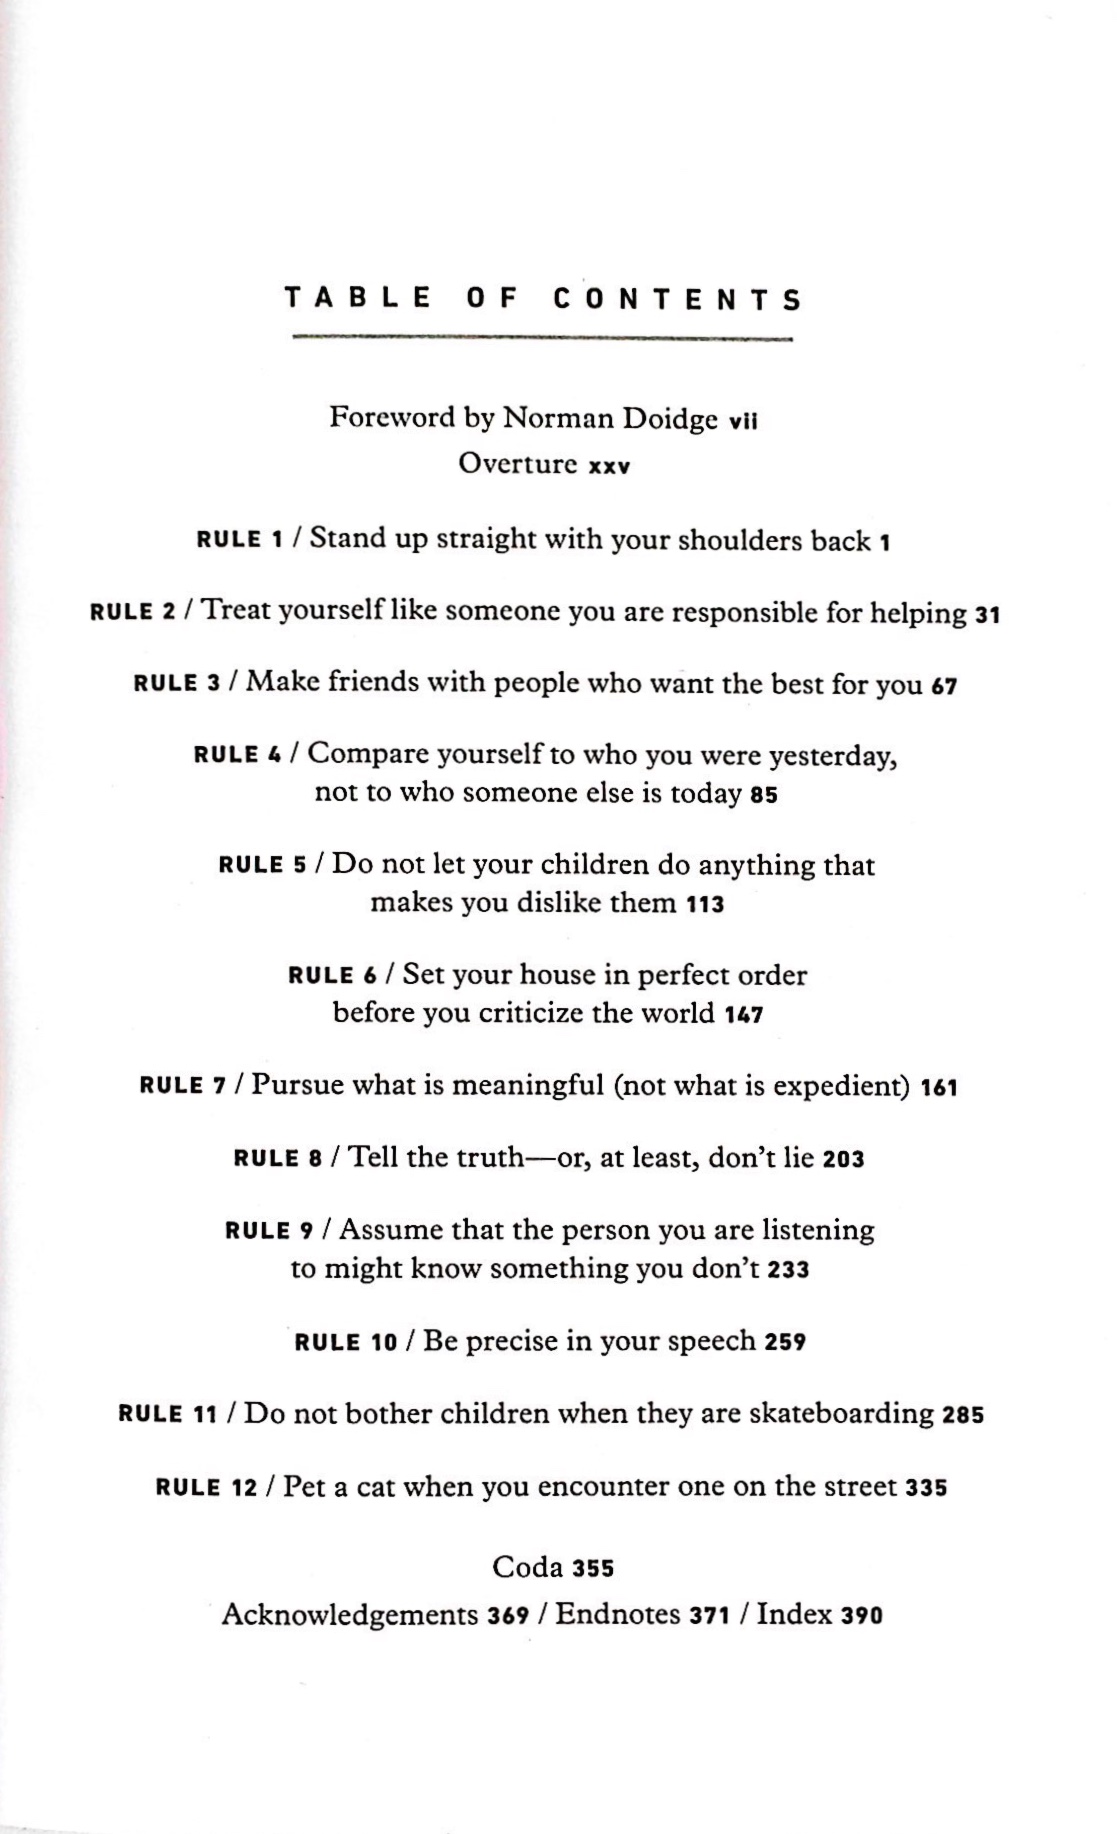 TABLE OF CONTENTS
Foreword by Norman Doidge vii
Overture xxv
RULE 1 / Stand up straight with your shoulders back 1
RULE 2 / Treat yourself like someone you are responsible for helping 31
RULE 3 / Make friends with people who want the best for you 67
RULE 4 / Compare yourself to who you were yesterday,
not to who someone else is today 85
RULE 5 / Do not let your children do anything that
makes you dislike them 113
RULE 6 / Set your house in perfect order
before you criticize the world 147
RULE 7 / Pursue what is meaningful (not what is expedient) 161
RULE 8 / Tell the truth—or, at least, don't lie 203
RULE 9 / Assume that the person you are listening
to might know something you don't 233
RULE 10 / Be precise in your speech 259
RULE 11 / Do not bother children when they are skateboarding 285
RULE 12 / Pet a cat when you encounter one on the street 335
Coda 355
Acknowledgements 369 / Endnotes 371 / Index 390